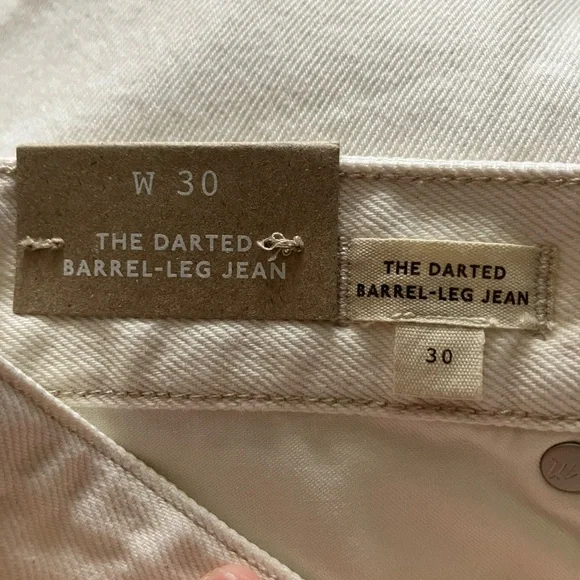 W 30
THE DARTED
BARREL-LEG JEAN
THE DARTED
BARREL-LEG JEAN
30